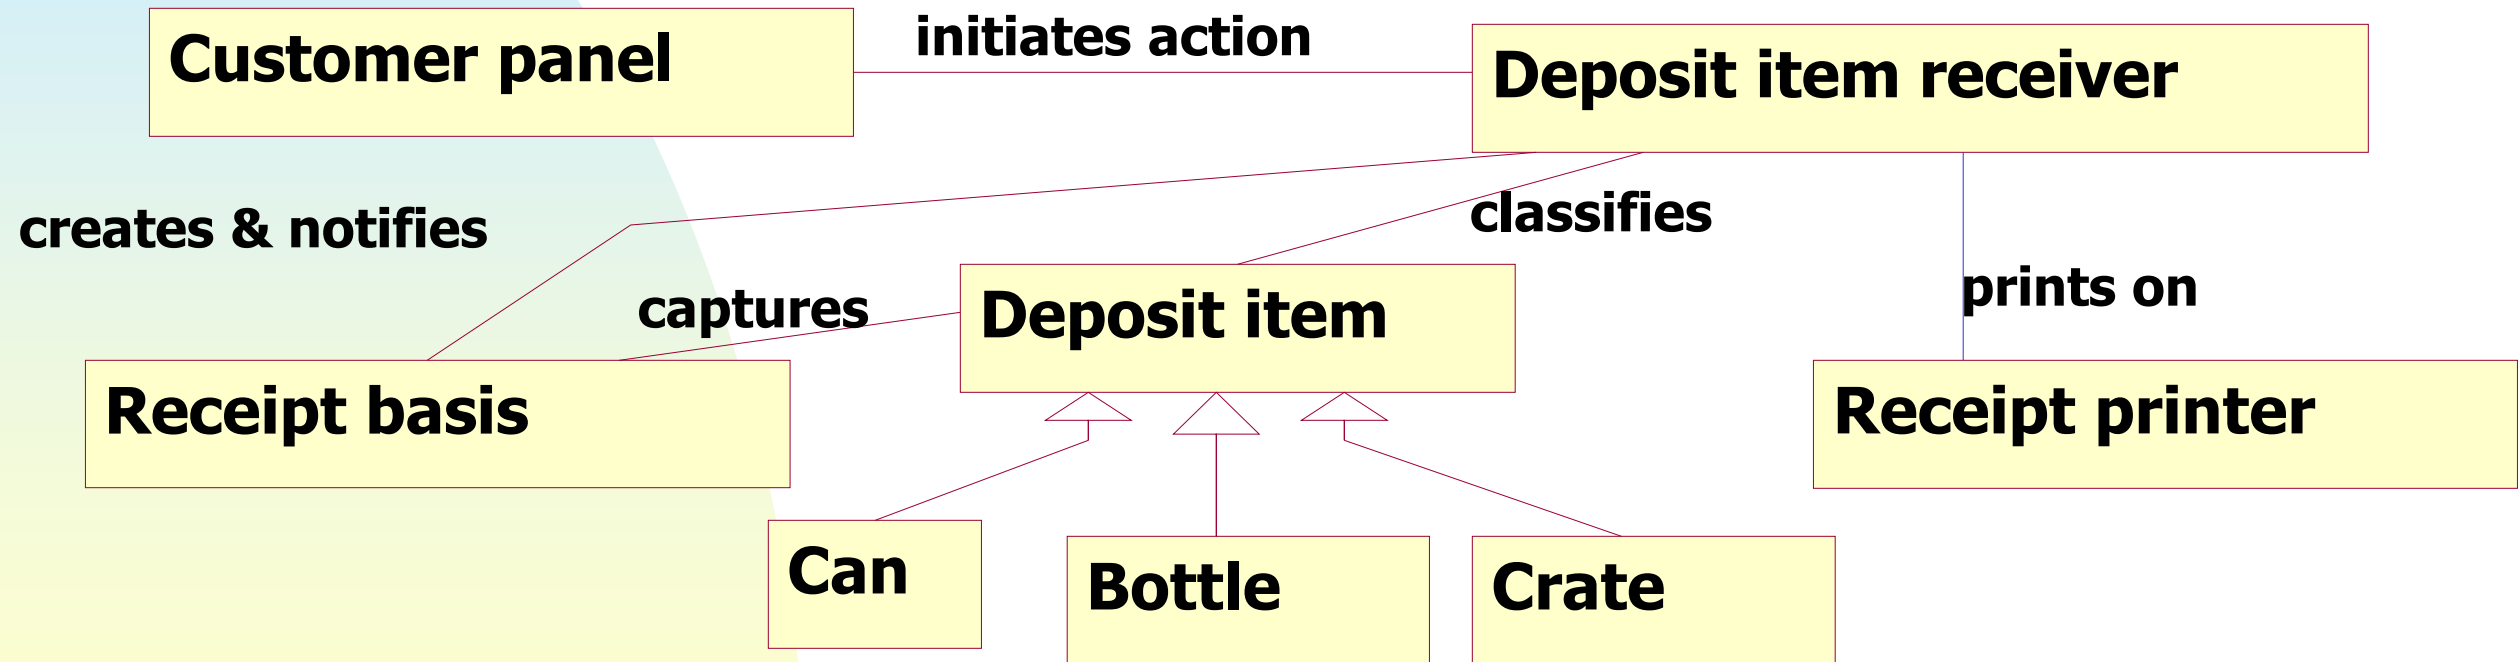 Customer panel
initiates action
Deposit item receiver
creates & notifies
classifies
captures
Deposit item
prints on
Receipt basis
Receipt printer
Can
Bottle
Crate